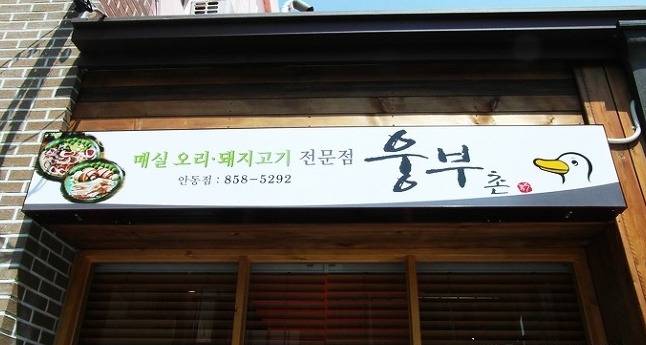 매실 오리·돼지고기 전문점 웅부촌
안동점 : 858-5292